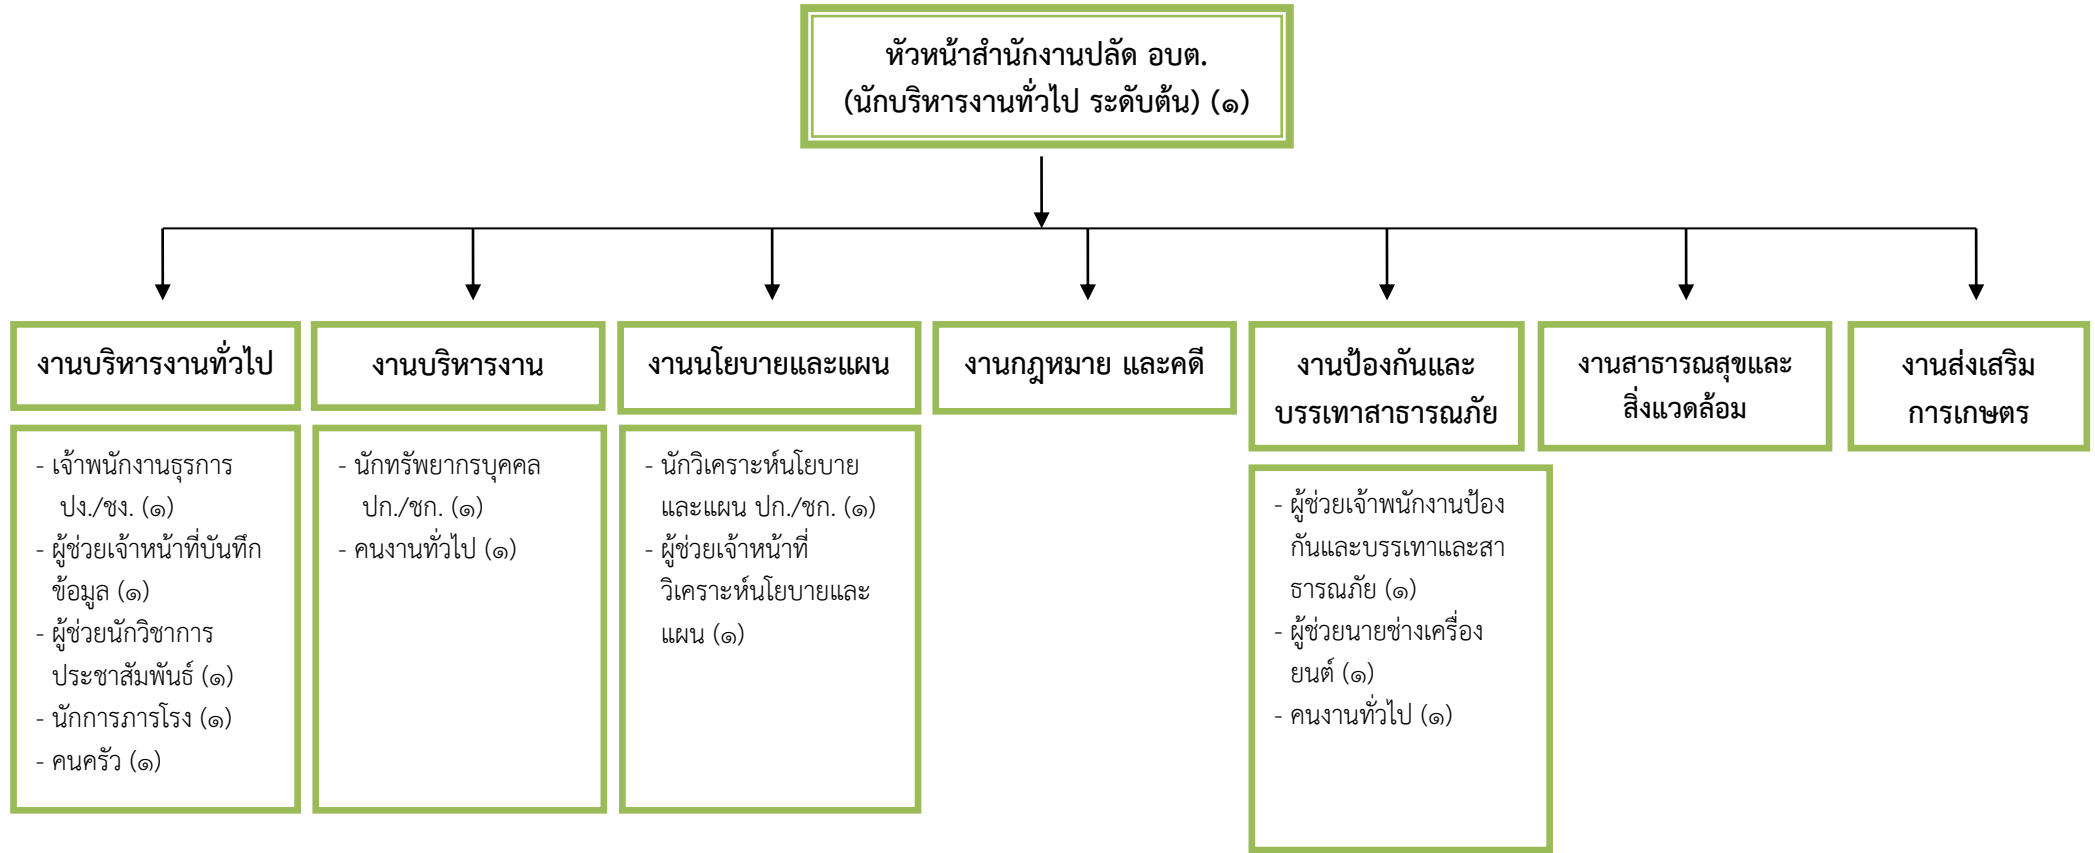 หัวหน้าสำนักงานปลัด อบต.
(นักบริหารงานทั่วไป ระดับต้น) (๑)
งานบริหารงานทั่วไป
- เจ้าพนักงานธุรการ
ปง./ชง. (๑)
- ผู้ช่วยเจ้าหน้าที่บันทึก
ข้อมูล (๑)
- ผู้ช่วยนักวิชาการ
ประชาสัมพันธ์ (๑)
- นักการภารโรง (๑)
- คนครัว (๑)
งานบริหารงาน
- นักทรัพยากรบุคคล
ปก./ชก. (๑)
- คนงานทั่วไป (๑)
งานนโยบายและแผน
- นักวิเคราะห์นโยบาย
และแผน ปก./ชก. (๑)
- ผู้ช่วยเจ้าหน้าที่
วิเคราะห์นโยบายและ
แผน (๑)
งานกฎหมาย และคดี
งานป้องกันและ
บรรเทาสาธารณภัย
- ผู้ช่วยเจ้าพนักงานป้อง
กันและบรรเทาและสา
ธารณภัย (๑)
- ผู้ช่วยนายช่างเครื่อง
ยนต์ (๑)
- คนงานทั่วไป (๑)
งานสาธารณสุขและ
สิ่งแวดล้อม
งานส่งเสริม
การเกษตร